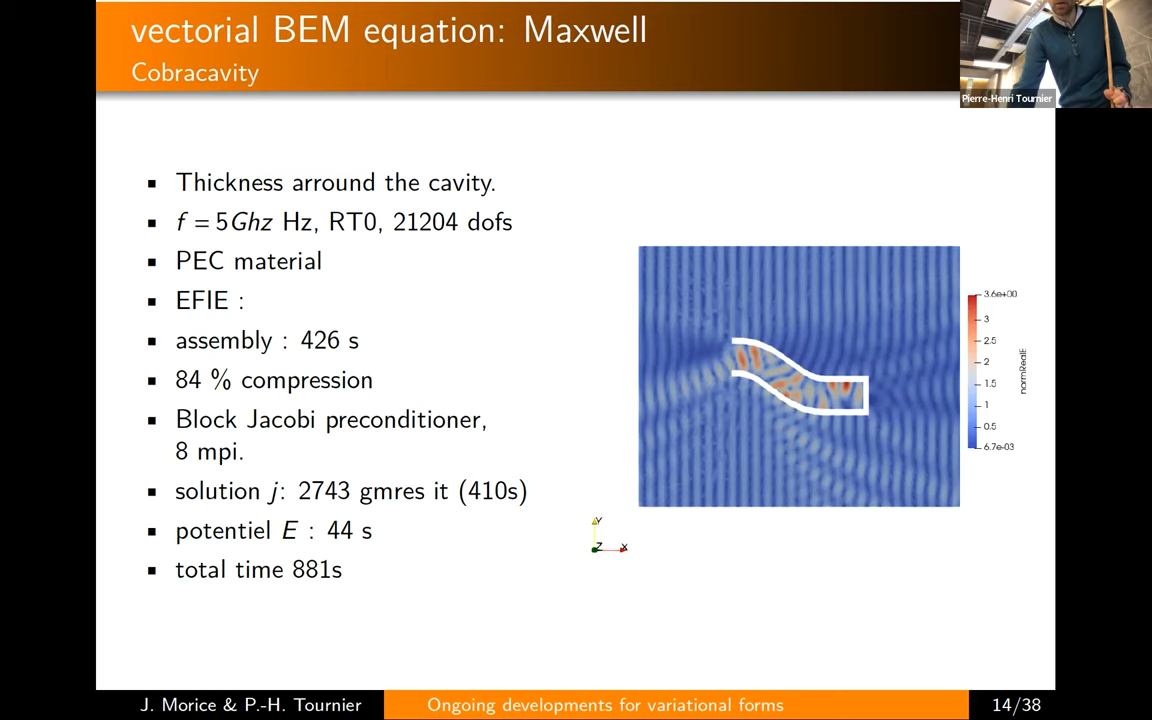 vectorial BEM equation: Maxwell
Cobracavity
Pierre-Henri Tournier
▪ Thickness arround the cavity.
▪ f = 5Ghz Hz, RT0, 21204 dofs
▪ PEC material
▪ EFIE :
▪ assembly : 426 s
▪ 84 % compression
▪ Block Jacobi preconditioner,
8 mpi.
▪ solution j: 2743 gmres it (410s)
▪ potentiel E : 44 s
▪ total time 881s
3.6e+00
3
2.5
2
1.5
1
0.5
6.7e-03
normRealE
Y
Z
X
J. Morice & P.-H. Tournier
Ongoing developments for variational forms
14/38